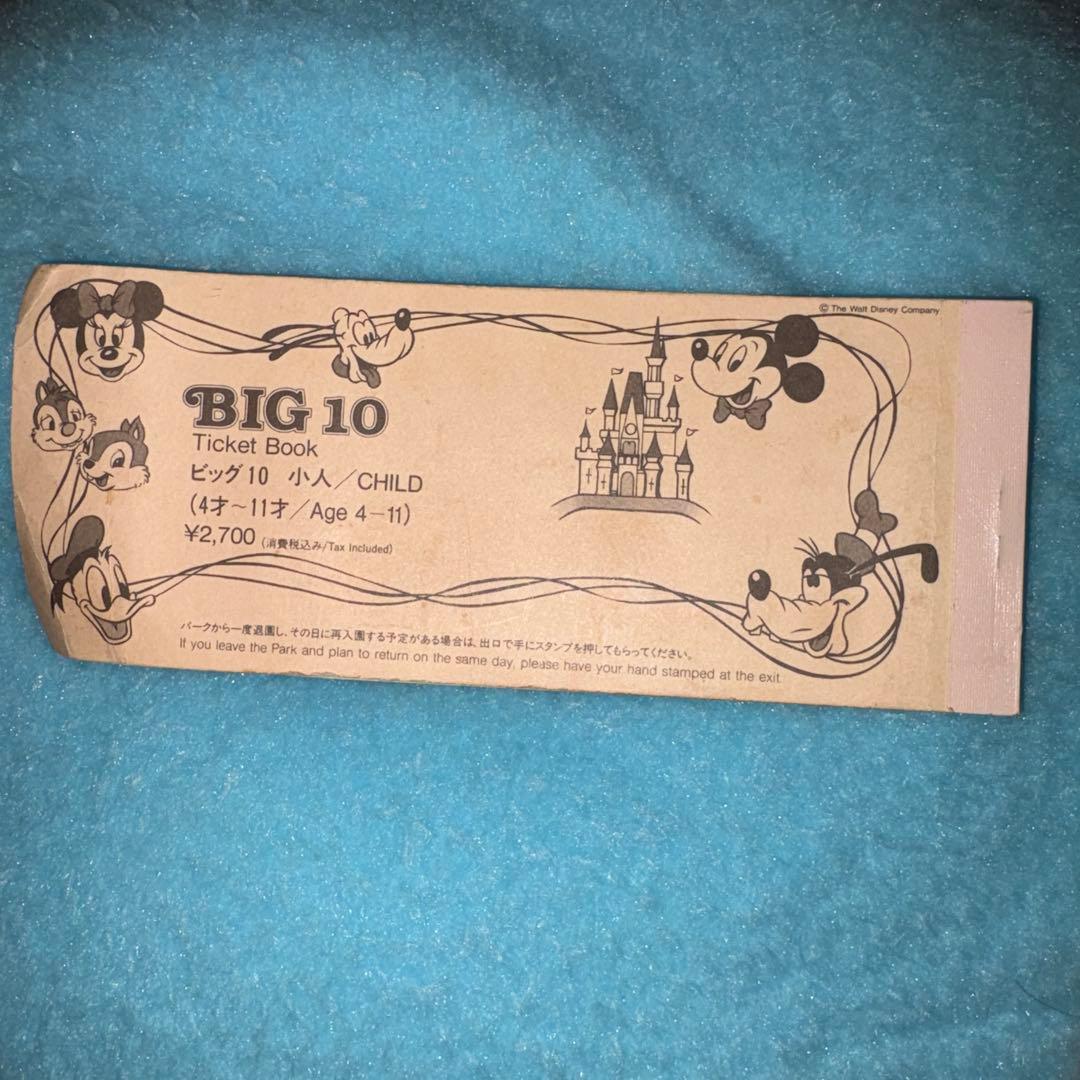 © The Walt Disney Company
BIG 10
Ticket Book
ビッグ10 小人／CHILD
(4才～11才／Age 4－11)
¥2,700 (消費税込み/Tax Included)
パークから一度退園し、その日に再入園する予定がある場合は、出口で手にスタンプを押してもらってください。
If you leave the Park and plan to return on the same day, please have your hand stamped at the exit.